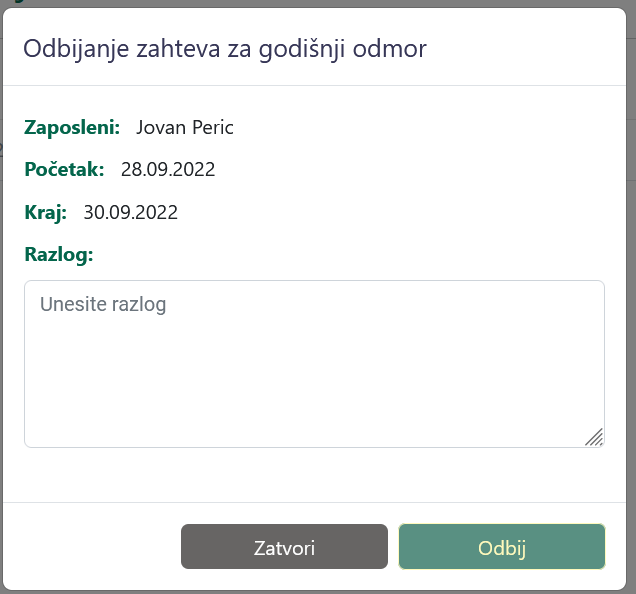 Odbijanje zahteva za godišnji odmor
Zaposleni: Jovan Peric
Početak: 28.09.2022
Kraj: 30.09.2022
Razlog:
Unesite razlog
Zatvori
Odbij